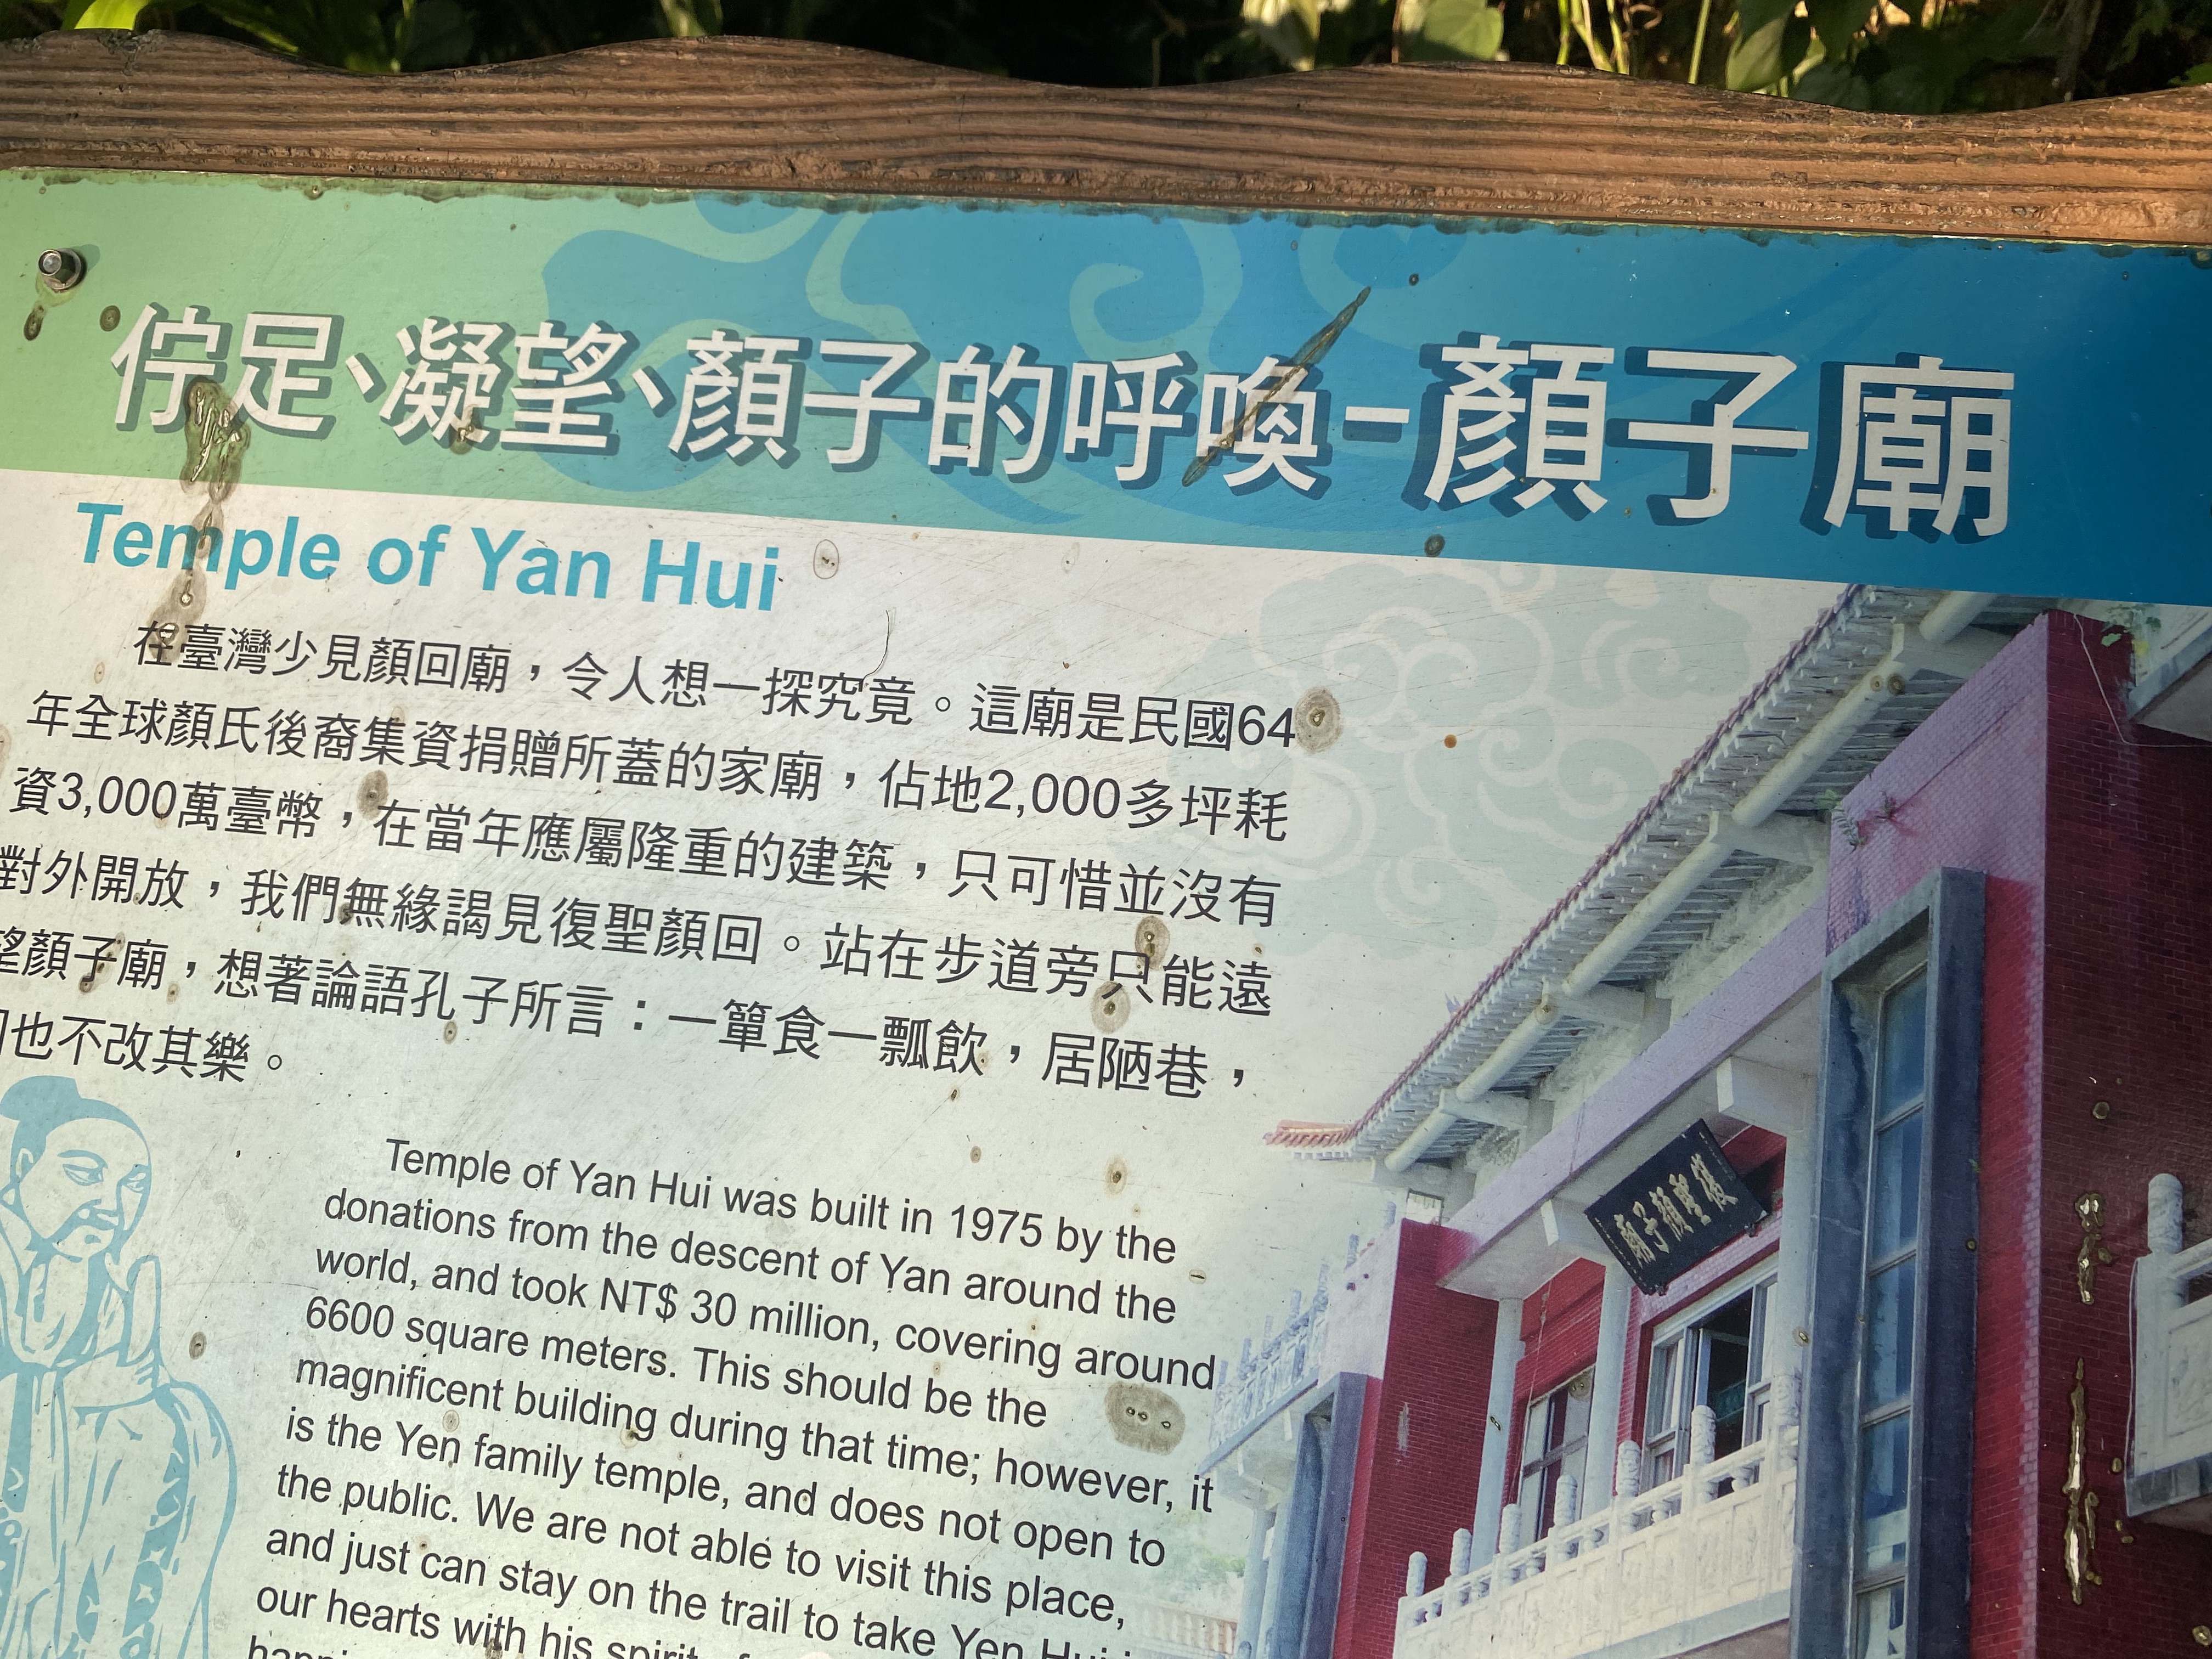 佇足、凝望、顏子的呼喚-顏子廟
Temple of Yan Hui
在臺灣少見顏回廟，令人想一探究竟。這廟是民國64
年全球顏氏後裔集資捐贈所蓋的家廟，佔地2,000多坪耗
資3,000萬臺幣，在當年應屬隆重的建築，只可惜並沒有
對外開放，我們無緣謁見復聖顏回。站在步道旁只能遠
望顏子廟，想著論語孔子所言：一簞食一瓢飲，居陋巷，
也不改其樂。
Temple of Yan Hui was built in 1975 by the
donations from the descent of Yan around the
world, and took NT$ 30 million, covering around
6600 square meters. This should be the
magnificent building during that time; however, it
is the Yen family temple, and does not open to
the public. We are not able to visit this place,
and just can stay on the trail to take Yen Hui
our hearts with his spirit
復聖顏子廟